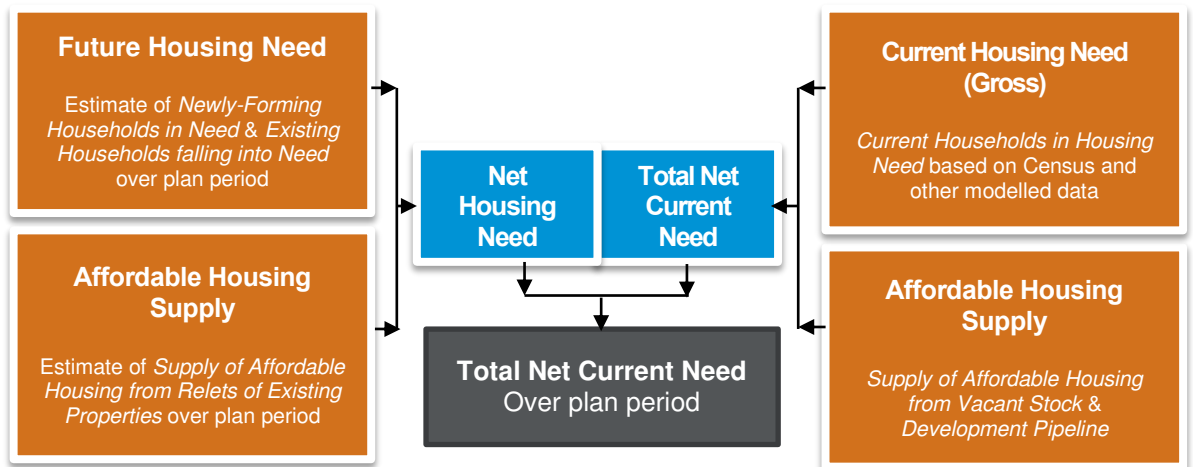 Future Housing Need
Estimate of Newly-Forming
Households in Need & Existing
Households falling into Need
over plan period
Affordable Housing
Supply
Estimate of Supply of Affordable
Housing from Relets of Existing
Properties over plan period
Net
Housing
Need
Total Net
Current
Need
Total Net Current Need
Over plan period
Current Housing Need
(Gross)
Current Households in Housing
Need based on Census and
other modelled data
Affordable Housing
Supply
Supply of Affordable Housing
from Vacant Stock &
Development Pipeline